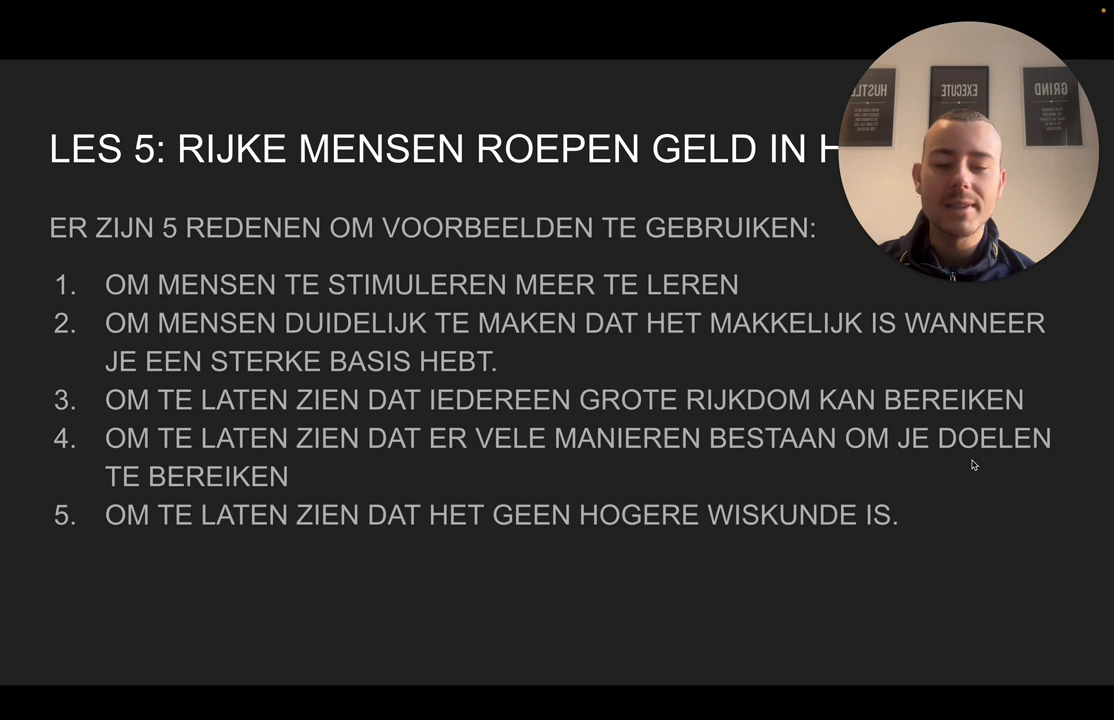 LES 5: RIJKE MENSEN ROEPEN GELD IN
ER ZIJN 5 REDENEN OM VOORBEELDEN TE GEBRUIKEN:
1. OM MENSEN TE STIMULEREN MEER TE LEREN
2. OM MENSEN DUIDELIJK TE MAKEN DAT HET MAKKELIJK IS WANNEER
JE EEN STERKE BASIS HEBT.
3. OM TE LATEN ZIEN DAT IEDEREEN GROTE RIJKDOM KAN BEREIKEN
4. OM TE LATEN ZIEN DAT ER VELE MANIEREN BESTAAN OM JE DOELEN
TE BEREIKEN
5. OM TE LATEN ZIEN DAT HET GEEN HOGERE WISKUNDE IS.
HUSTLE
EXECUTE
GRIND